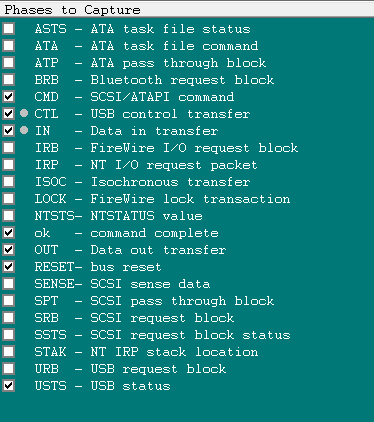 Phases to Capture
ASTS - ATA task file status
ATA - ATA task file command
ATP - ATA pass through block
BRB - Bluetooth request block
CMD - SCSI/ATAPI command
CTL - USB control transfer
IN - Data in transfer
IRB - FireWire I/O request block
IRP - NT I/O request packet
ISOC - Isochronous transfer
LOCK - FireWire lock transaction
NTSTS- NTSTATUS value
ok - command complete
OUT - Data out transfer
RESET- bus reset
SENSE- SCSI sense data
SPT - SCSI pass through block
SRB - SCSI request block
SSTS - SCSI request block status
STAK - NT IRP stack location
URB - USB request block
USTS - USB status